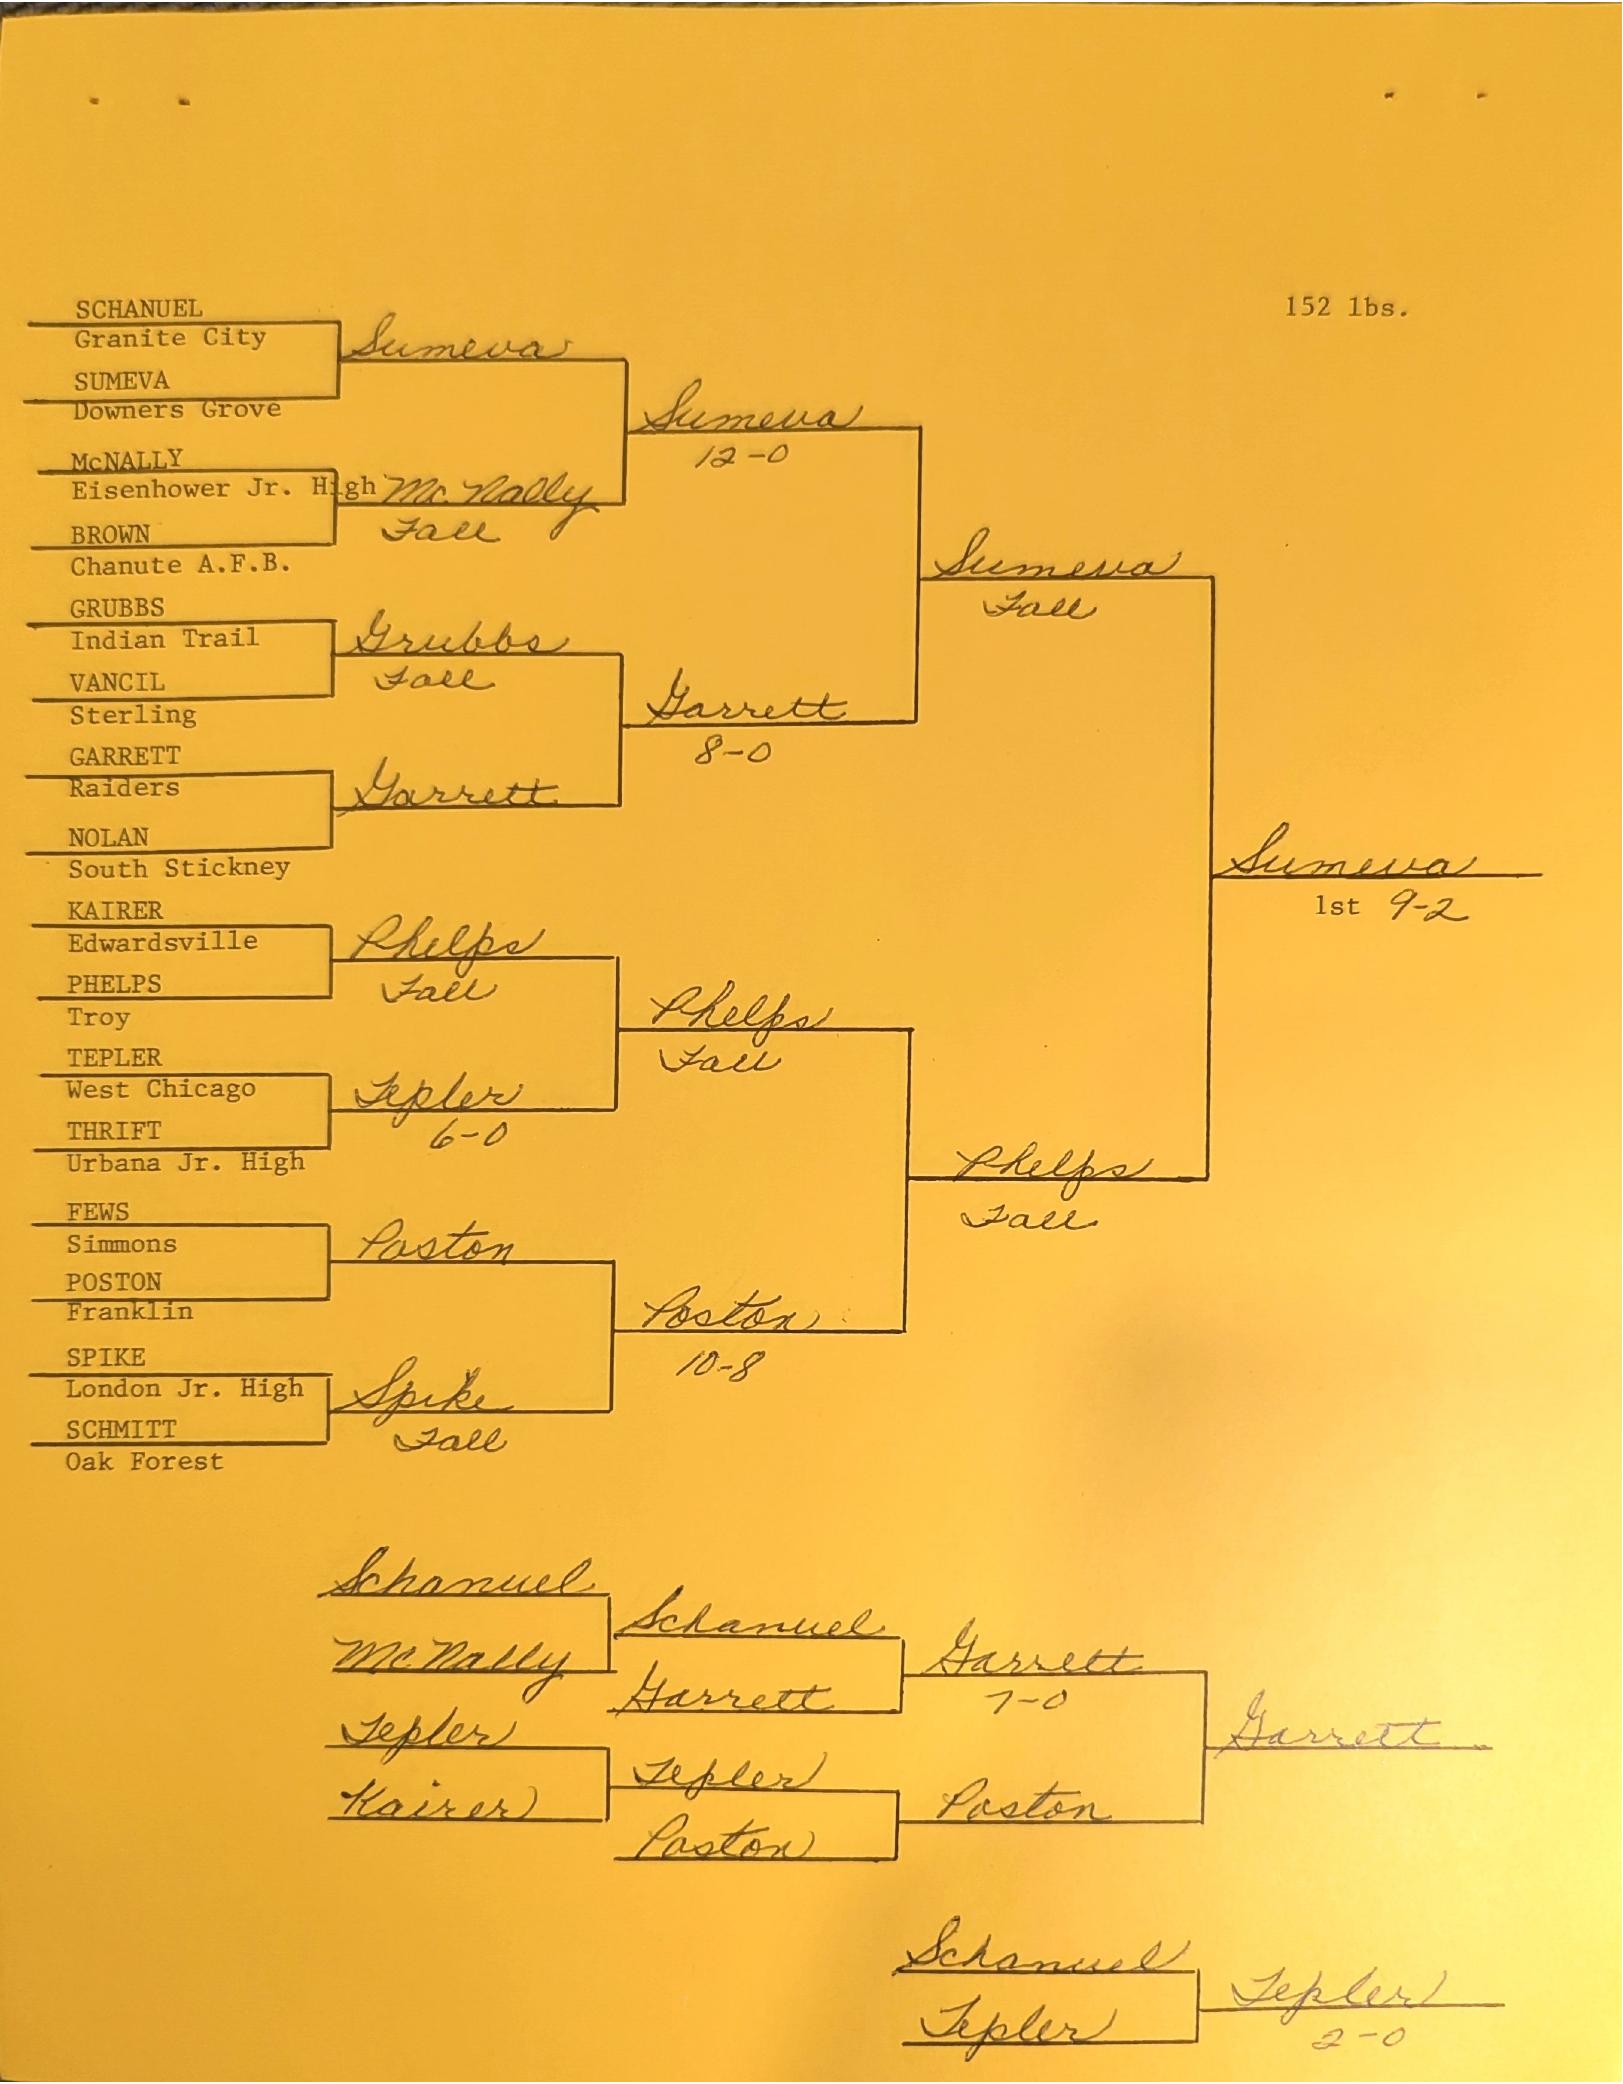 152 lbs.
SCHANUEL
Granite City
Sumeva
SUMEVA
Downers Grove
Sumeva
12-0
McNALLY
Eisenhower Jr. High
Mc Nally
Fall
BROWN
Chanute A.F.B.
Sumeva
Fall
GRUBBS
Indian Trail
Grubbs
Fall
VANCIL
Sterling
Garrett
8-0
GARRETT
Raiders
Garrett
NOLAN
South Stickney
Sumeva
1st 9-2
KAIRER
Edwardsville
Phelps
Fall
PHELPS
Troy
Phelps
Fall
TEPLER
West Chicago
Tepler
6-0
THRIFT
Urbana Jr. High
Phelps
Fall
FEWS
Simmons
Poston
POSTON
Franklin
Poston
10-8
SPIKE
London Jr. High
Spike
Fall
SCHMITT
Oak Forest
Schanuel
Schanuel
Mc Nally
Garrett
7-0
Garrett
Tepler
Garrett
Tepler
Kairer
Poston
Poston
Schanuel
Tepler
Tepler
2-0